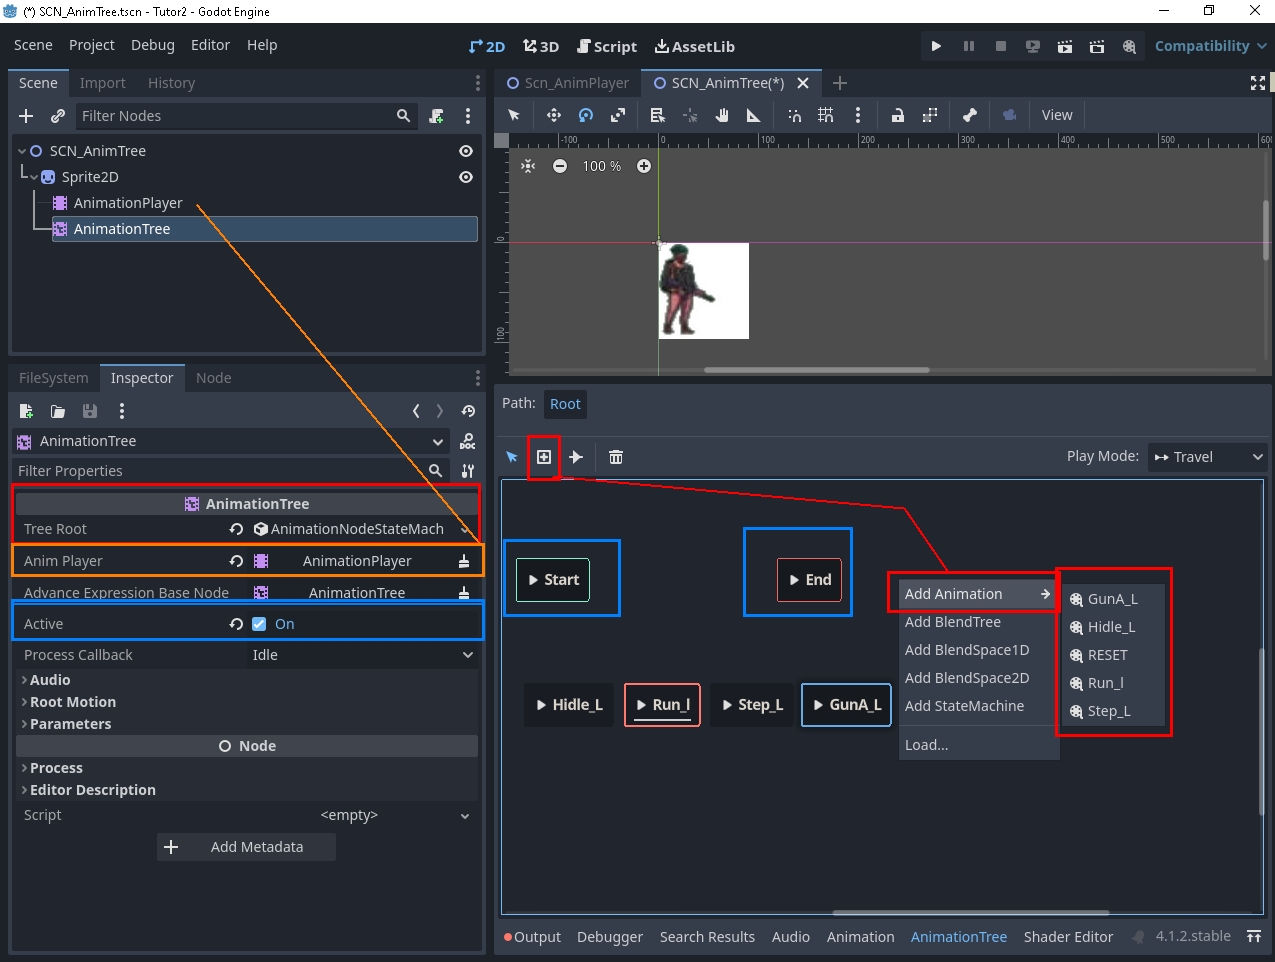 (*) SCN_AnimTree.tscn - Tutor2 - Godot Engine
Scene Project Debug Editor Help
2D 3D Script AssetLib
Compatibility
Scene Import History
Scn_AnimPlayer SCN_AnimTree(*)
Filter Nodes
View
SCN_AnimTree
Sprite2D
AnimationPlayer
AnimationTree
-100 0 100 200 300 400 500 600
100 %
0
100
FileSystem Inspector Node
Path: Root
AnimationTree
Filter Properties
Play Mode: Travel
AnimationTree
Tree Root AnimationNodeStateMach
Anim Player AnimationPlayer
Advance Expression Base Node AnimationTree
Active On
Process Callback Idle
Audio
Root Motion
Parameters
Node
Process
Editor Description
Script <empty>
Add Metadata
Start End
Hidle_L Run_l Step_L GunA_L
Add Animation
Add BlendTree
Add BlendSpace1D
Add BlendSpace2D
Add StateMachine
Load...
GunA_L
Hidle_L
RESET
Run_l
Step_L
Output Debugger Search Results Audio Animation AnimationTree Shader Editor 4.1.2.stable